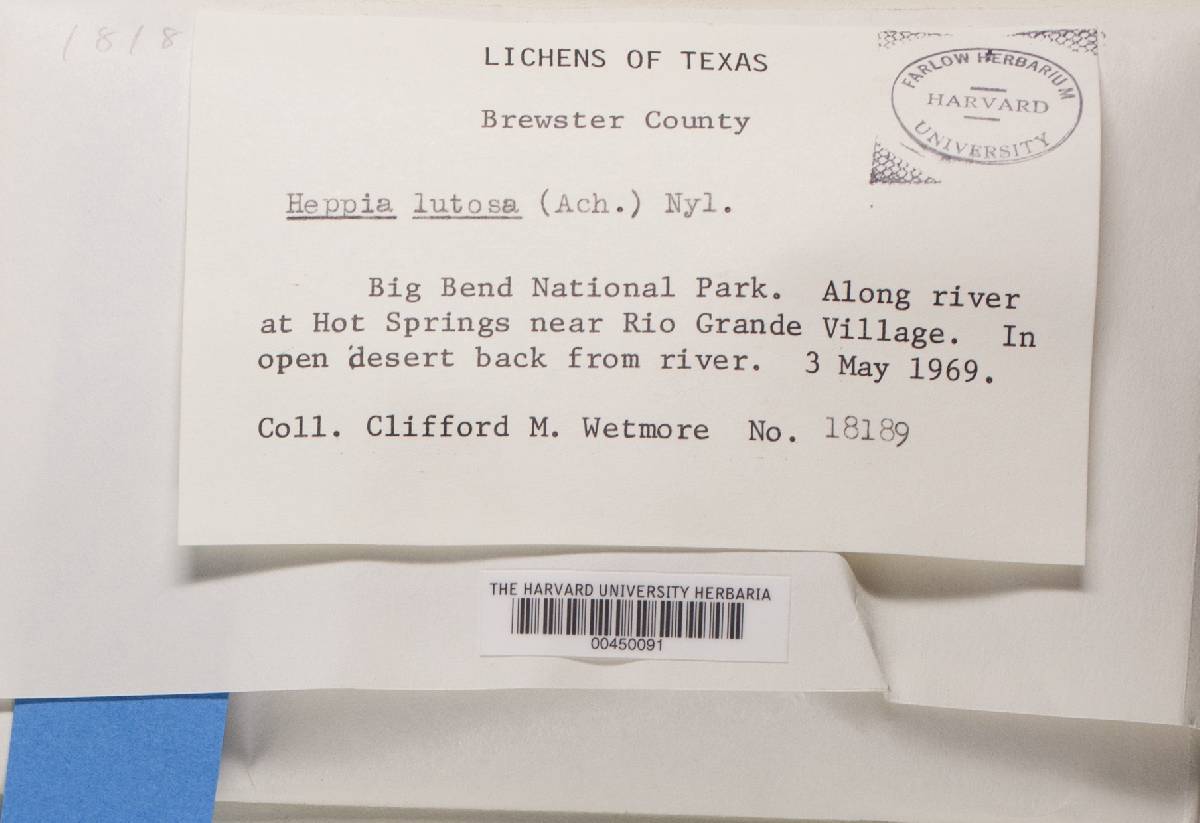 1818
LICHENS OF TEXAS
FARLOW HERBARIUM
HARVARD
UNIVERSITY
Brewster County
Heppia lutosa (Ach.) Nyl.
Big Bend National Park. Along river
at Hot Springs near Rio Grande Village. In
open desert back from river. 3 May 1969.
Coll. Clifford M. Wetmore No. 18189
THE HARVARD UNIVERSITY HERBARIA
00450091